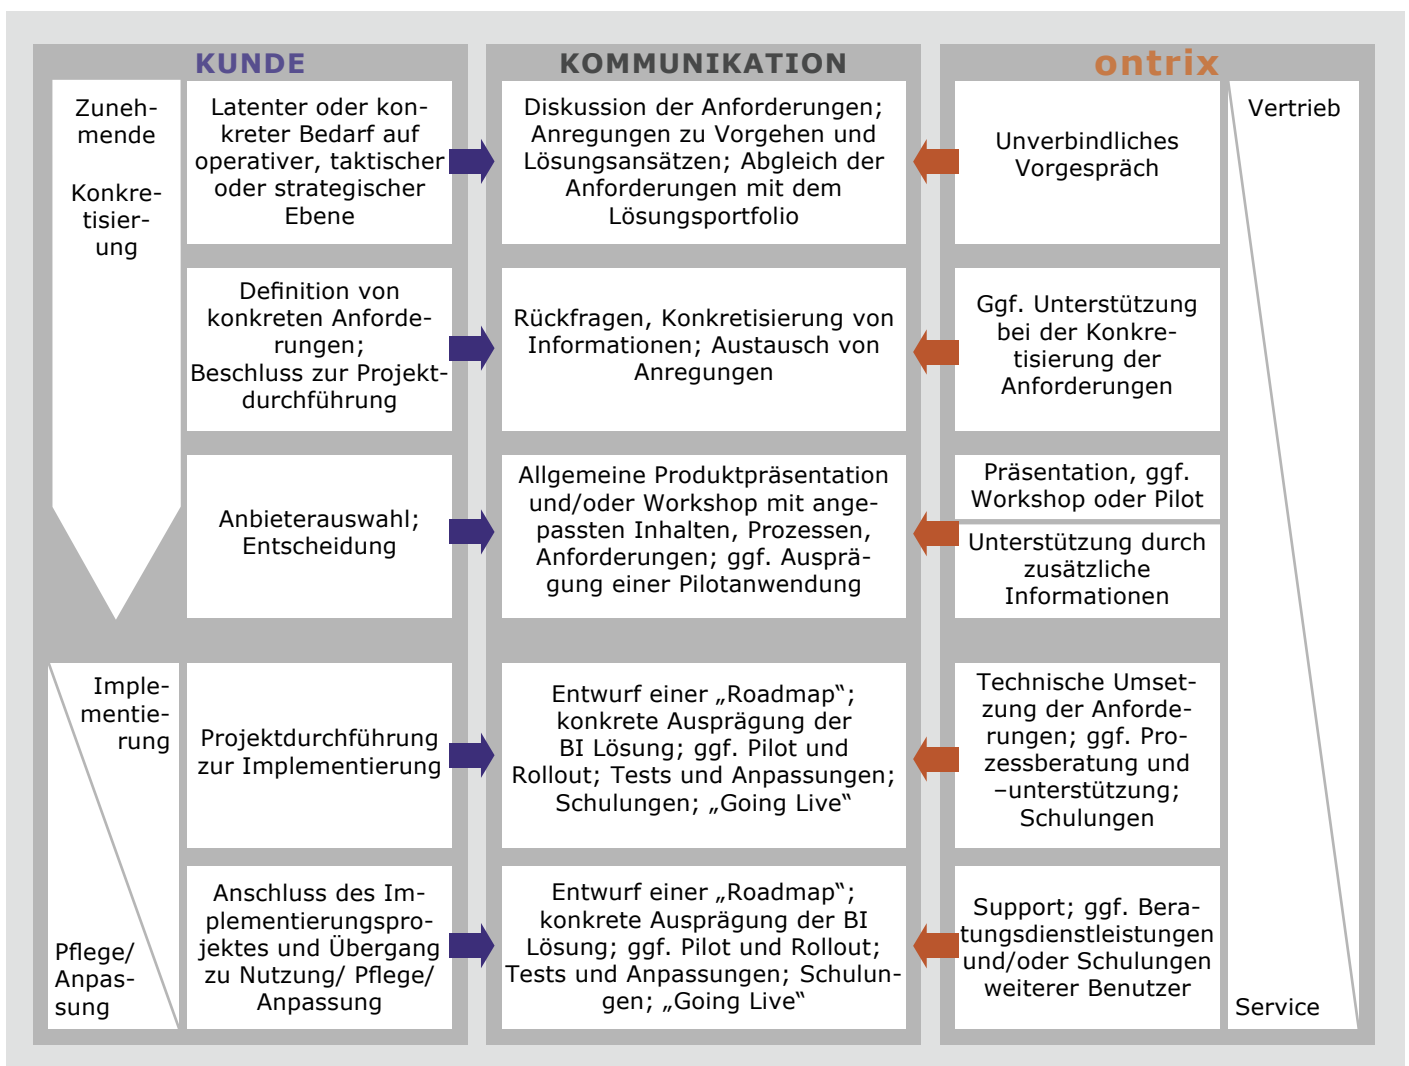 KUNDE
KOMMUNIKATION
ontrix
Zuneh-
mende
Konkre-
tisier-
ung
Latenter oder kon-
kreter Bedarf auf
operativer, taktischer
oder strategischer
Ebene
Diskussion der Anforderungen;
Anregungen zu Vorgehen und
Lösungsansätzen; Abgleich der
Anforderungen mit dem
Lösungsportfolio
Unverbindliches
Vorgespräch
Vertrieb
Definition von
konkreten Anforde-
rungen;
Beschluss zur Projekt-
durchführung
Rückfragen, Konkretisierung von
Informationen; Austausch von
Anregungen
Ggf. Unterstützung
bei der Konkre-
tisierung der
Anforderungen
Anbieterauswahl;
Entscheidung
Allgemeine Produktpräsentation
und/oder Workshop mit ange-
passten Inhalten, Prozessen,
Anforderungen; ggf. Ausprä-
gung einer Pilotanwendung
Präsentation, ggf.
Workshop oder Pilot
Unterstützung durch
zusätzliche
Informationen
Imple-
mentie-
rung
Projektdurchführung
zur Implementierung
Entwurf einer „Roadmap“;
konkrete Ausprägung der
BI Lösung; ggf. Pilot und
Rollout; Tests und Anpassungen;
Schulungen; „Going Live“
Technische Umset-
zung der Anforde-
rungen; ggf. Pro-
zessberatung und
–unterstützung;
Schulungen
Pflege/
Anpas-
sung
Anschluss des Im-
plementierungspro-
jektes und Übergang
zu Nutzung/ Pflege/
Anpassung
Entwurf einer „Roadmap“;
konkrete Ausprägung der BI
Lösung; ggf. Pilot und Rollout;
Tests und Anpassungen; Schulun-
gen; „Going Live“
Support; ggf. Bera-
tungsdienstleistungen
und/oder Schulungen
weiterer Benutzer
Service